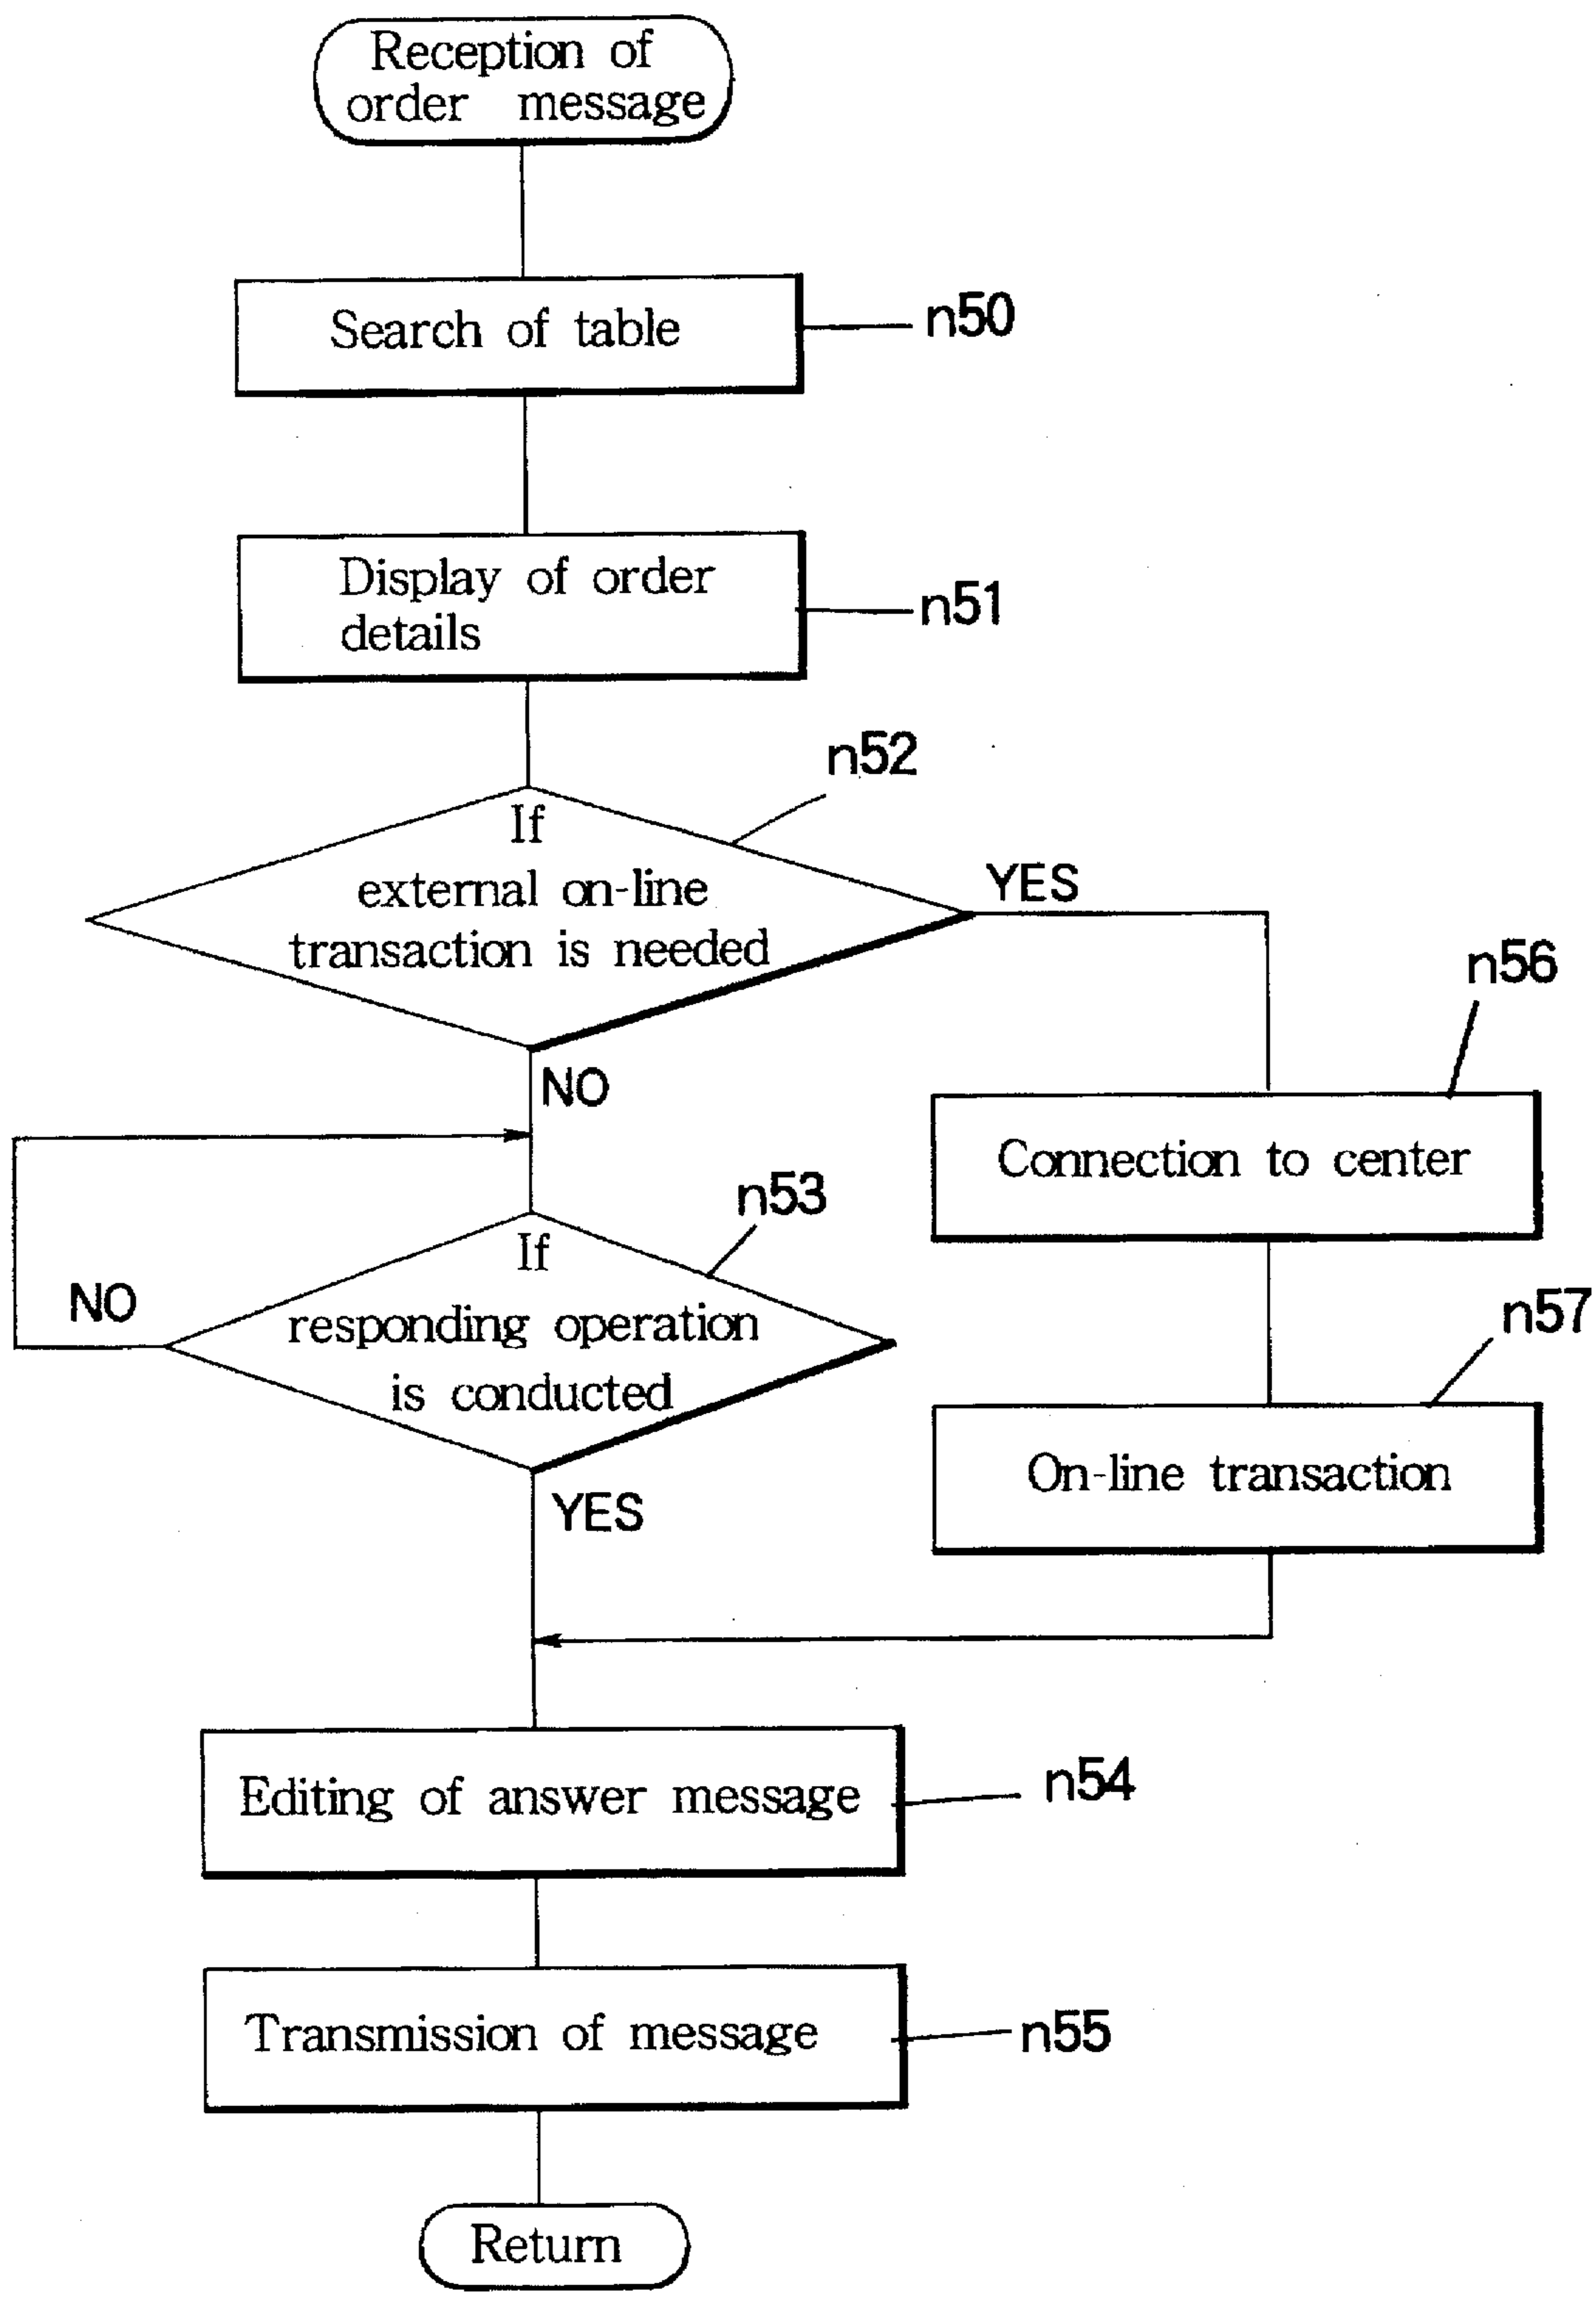 Reception of
order message
Search of table
n50
Display of order
details
n51
n52
If
external on-line
transaction is needed
YES
NO
n56
Connection to center
n53
If
responding operation
is conducted
NO
YES
n57
On-line transaction
Editing of answer message
n54
Transmission of message
n55
Return